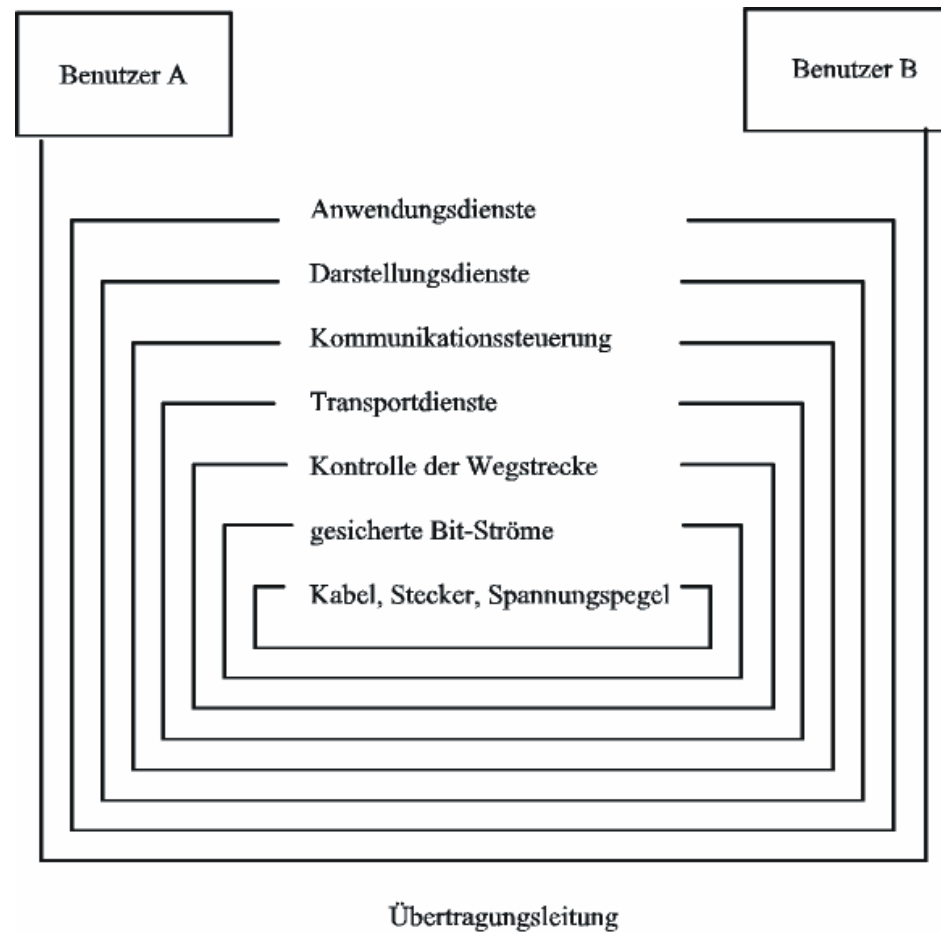 Benutzer A
Benutzer B
Anwendungsdienste
Darstellungsdienste
Kommunikationssteuerung
Transportdienste
Kontrolle der Wegstrecke
gesicherte Bit-Ströme
Kabel, Stecker, Spannungspegel
Übertragungsleitung